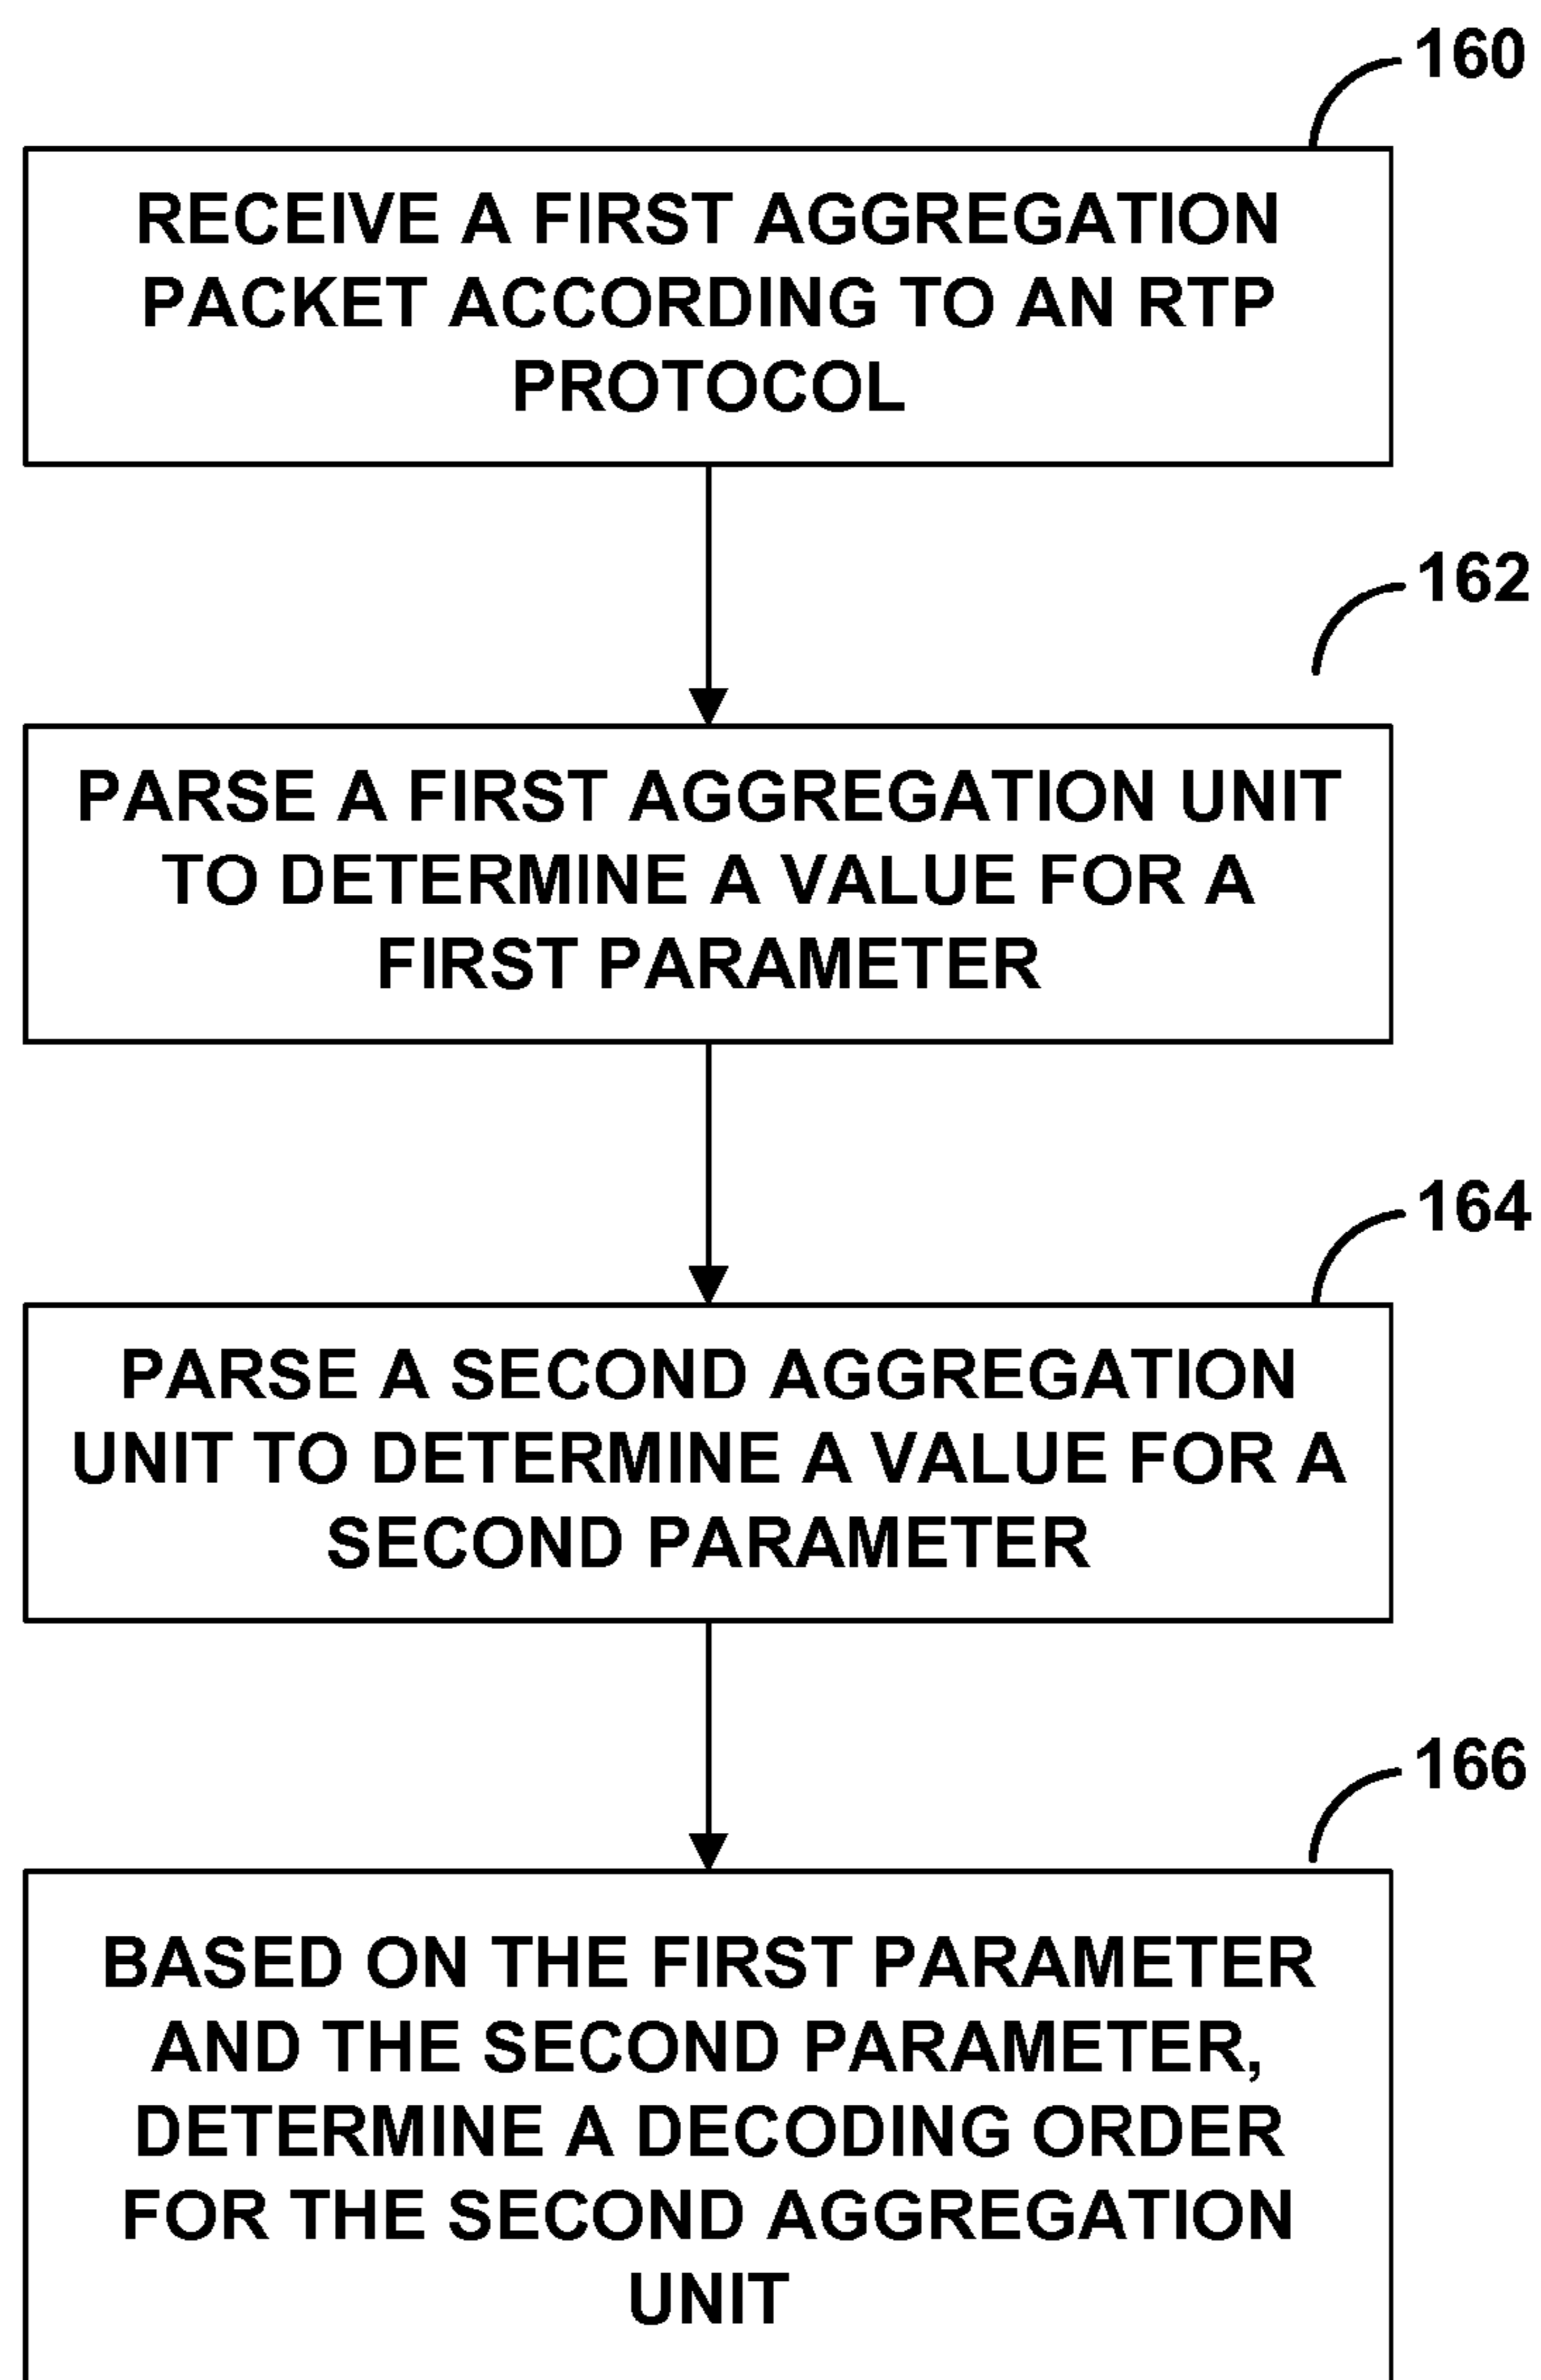 160
RECEIVE A FIRST AGGREGATION
PACKET ACCORDING TO AN RTP
PROTOCOL
162
PARSE A FIRST AGGREGATION UNIT
TO DETERMINE A VALUE FOR A
FIRST PARAMETER
164
PARSE A SECOND AGGREGATION
UNIT TO DETERMINE A VALUE FOR A
SECOND PARAMETER
166
BASED ON THE FIRST PARAMETER
AND THE SECOND PARAMETER,
DETERMINE A DECODING ORDER
FOR THE SECOND AGGREGATION
UNIT